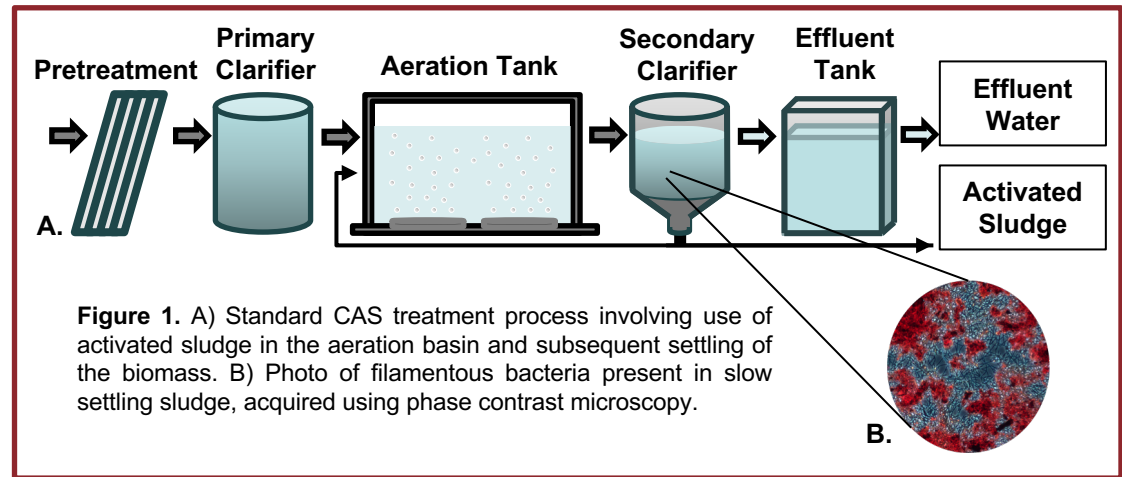 Pretreatment
Primary
Clarifier
Aeration Tank
Secondary
Clarifier
Effluent
Tank
Effluent
Water
Activated
Sludge
A.
Figure 1. A) Standard CAS treatment process involving use of
activated sludge in the aeration basin and subsequent settling of
the biomass. B) Photo of filamentous bacteria present in slow
settling sludge, acquired using phase contrast microscopy.
B.